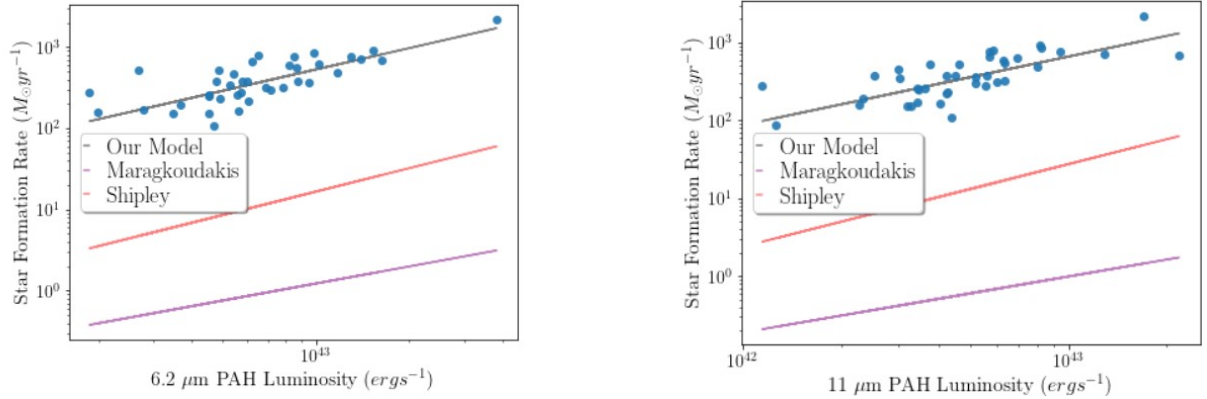 Star Formation Rate (M⊙yr⁻¹)
10³
10²
10¹
10⁰
Our Model
Maragkoudakis
Shipley
10¹³
6.2 μm PAH Luminosity (ergs⁻¹)
Star Formation Rate (M⊙yr⁻¹)
10³
10²
10¹
10⁰
Our Model
Maragkoudakis
Shipley
10⁴²
10⁴³
11 μm PAH Luminosity (ergs⁻¹)